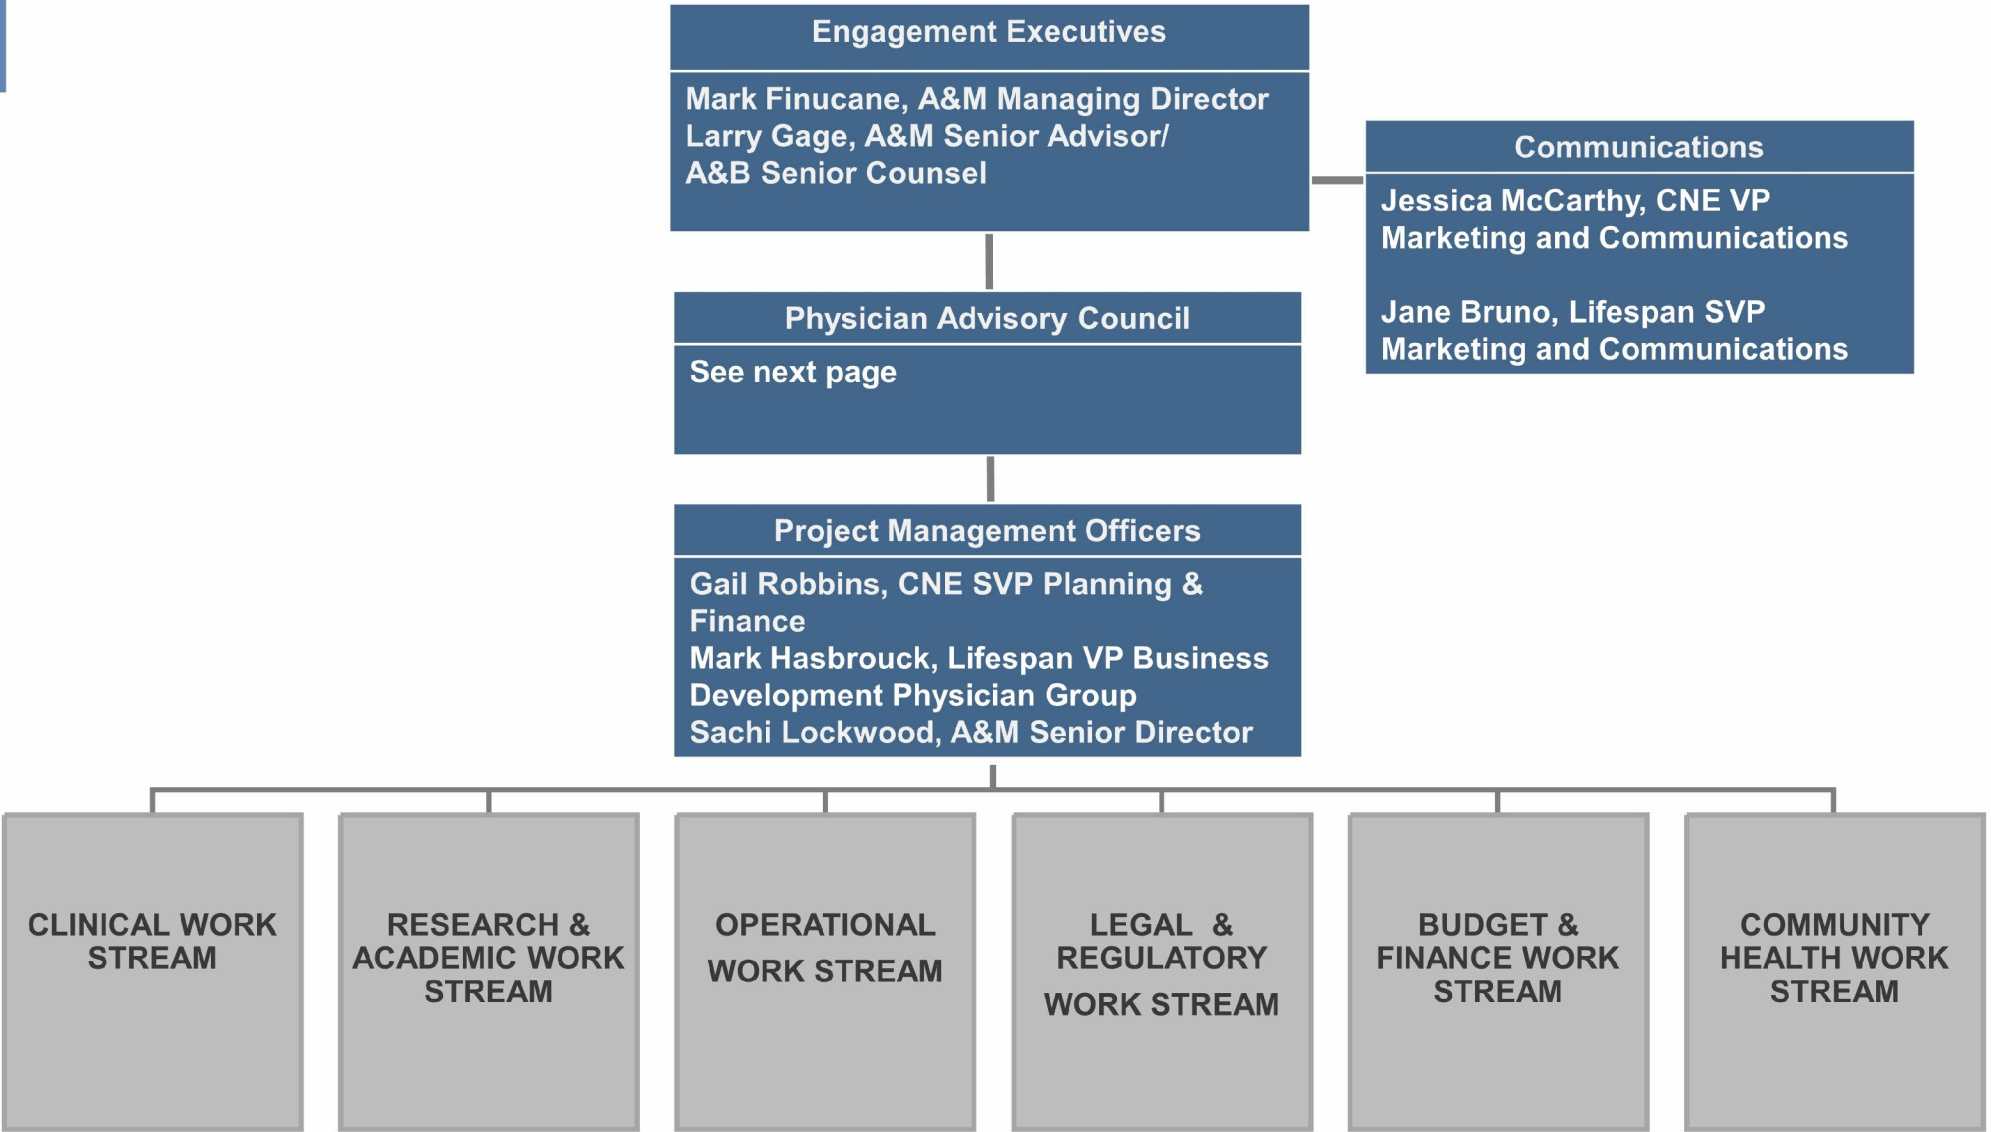 Engagement Executives
Mark Finucane, A&M Managing Director
Larry Gage, A&M Senior Advisor/
A&B Senior Counsel
Communications
Jessica McCarthy, CNE VP
Marketing and Communications
Jane Bruno, Lifespan SVP
Marketing and Communications
Physician Advisory Council
See next page
Project Management Officers
Gail Robbins, CNE SVP Planning &
Finance
Mark Hasbrouck, Lifespan VP Business
Development Physician Group
Sachi Lockwood, A&M Senior Director
CLINICAL WORK
STREAM
RESEARCH &
ACADEMIC WORK
STREAM
OPERATIONAL
WORK STREAM
LEGAL &
REGULATORY
WORK STREAM
BUDGET &
FINANCE WORK
STREAM
COMMUNITY
HEALTH WORK
STREAM